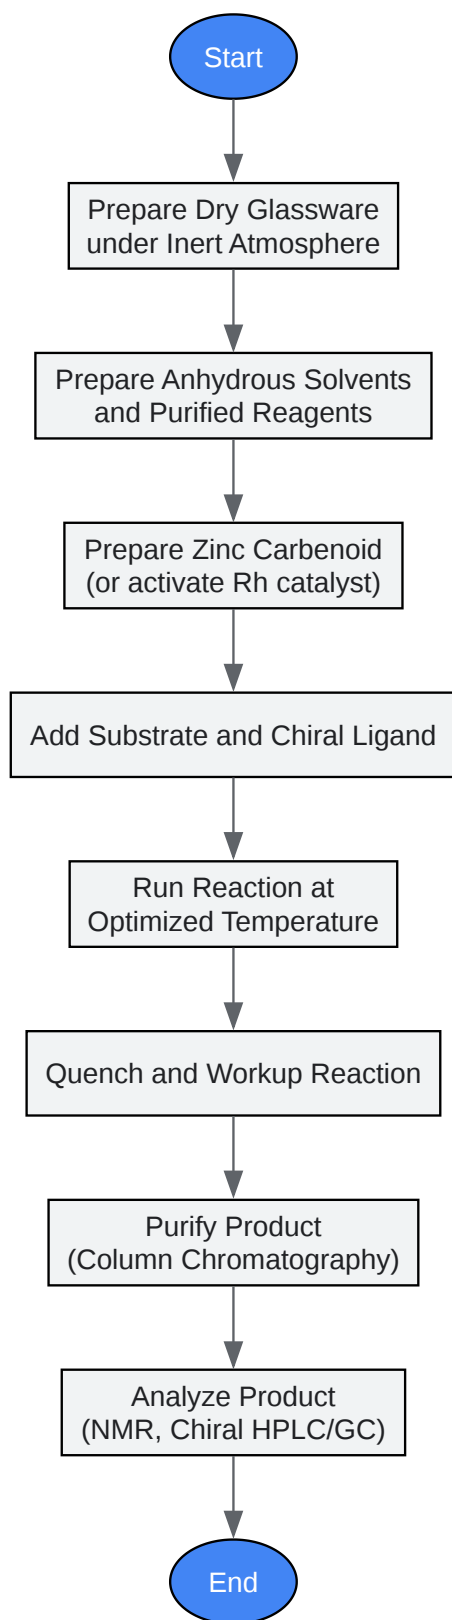 Start
Prepare Dry Glassware
under Inert Atmosphere
Prepare Anhydrous Solvents
and Purified Reagents
Prepare Zinc Carbenoid
(or activate Rh catalyst)
Add Substrate and Chiral Ligand
Run Reaction at
Optimized Temperature
Quench and Workup Reaction
Purify Product
(Column Chromatography)
Analyze Product
(NMR, Chiral HPLC/GC)
End